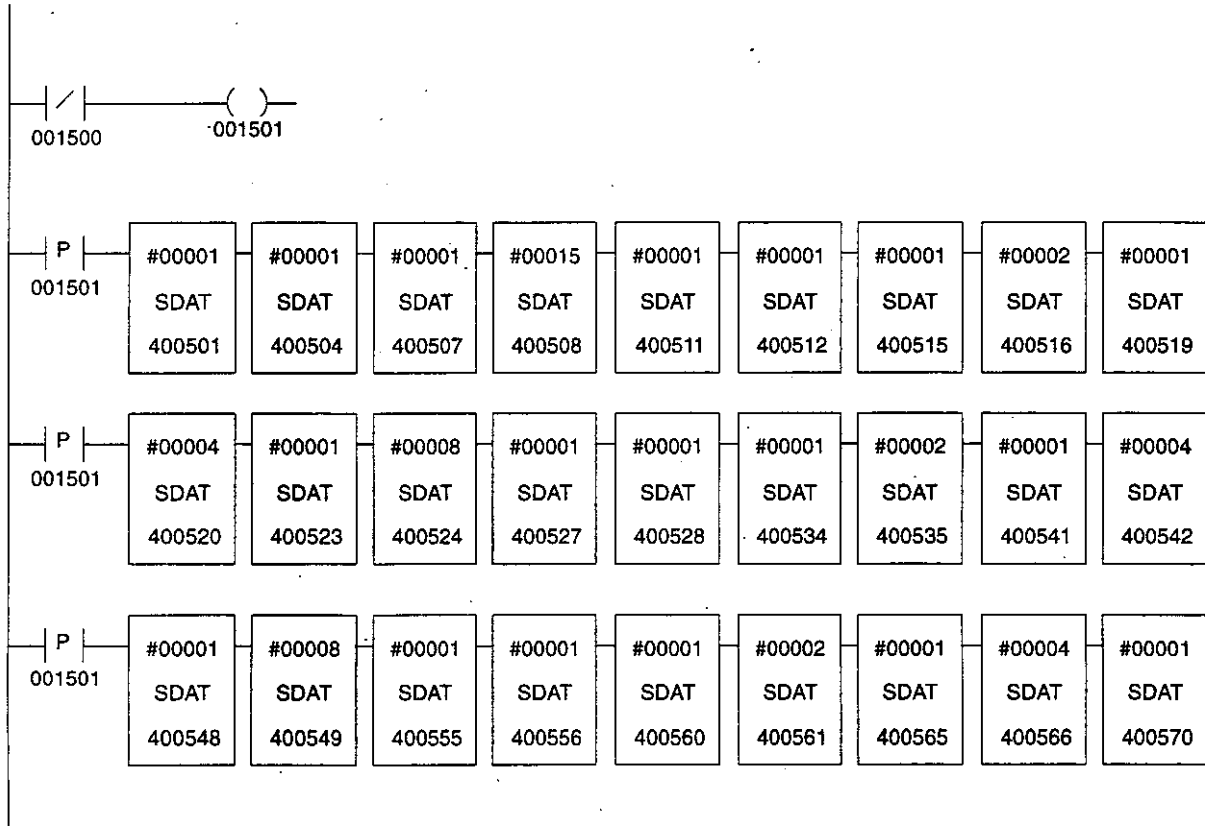 001500 001501
P #00001 #00001 #00001 #00015 #00001 #00001 #00001 #00002 #00001
001501 SDAT SDAT SDAT SDAT SDAT SDAT SDAT SDAT SDAT
400501 400504 400507 400508 400511 400512 400515 400516 400519
P #00004 #00001 #00008 #00001 #00001 #00001 #00002 #00001 #00004
001501 SDAT SDAT SDAT SDAT SDAT SDAT SDAT SDAT SDAT
400520 400523 400524 400527 400528 400534 400535 400541 400542
P #00001 #00008 #00001 #00001 #00001 #00002 #00001 #00004 #00001
001501 SDAT SDAT SDAT SDAT SDAT SDAT SDAT SDAT SDAT
400548 400549 400555 400556 400560 400561 400565 400566 400570